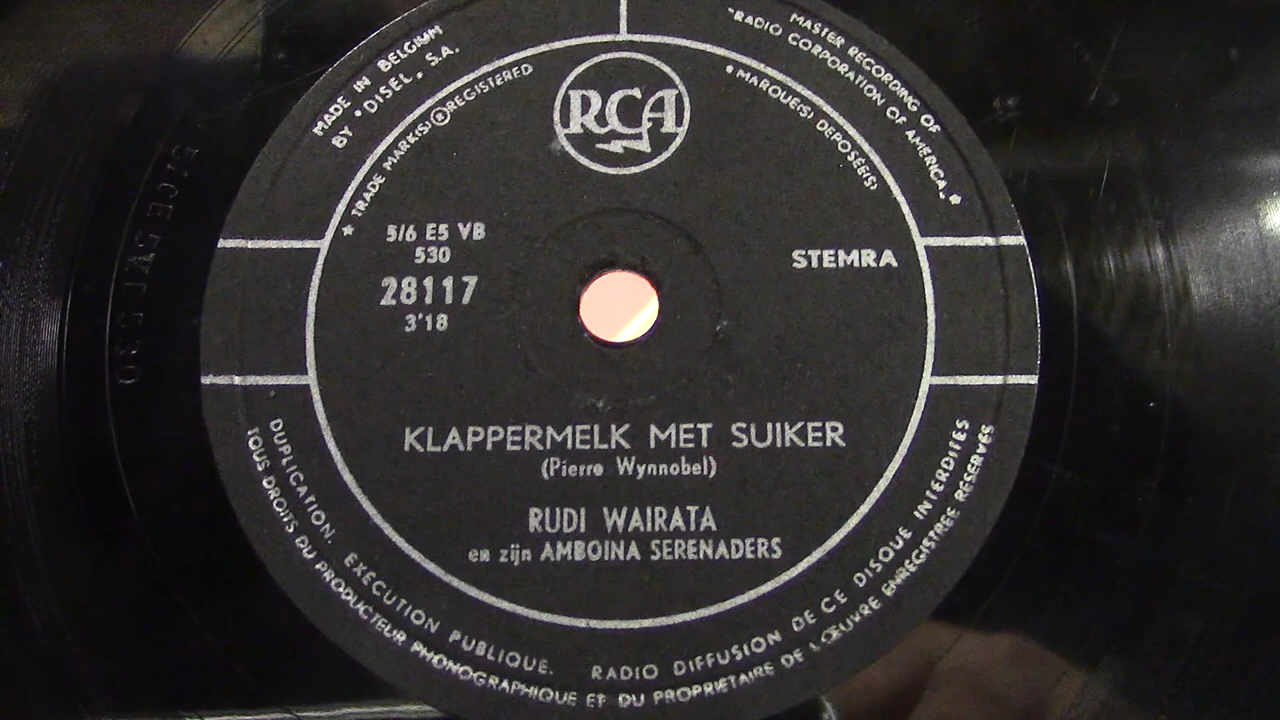 MADE IN BELGIUM
BY "DISEL, S.A.
"RADIO CORPORATION OF AMERICA„★
MASTER RECORDING OF
★ TRADE MARK(S) ® REGISTERED
● MARQUE(S) DEPOSÉE(S)
RCA
5/6 E5 VB
530
28117
3'18
STEMRA
KLAPPERMELK MET SUIKER
(Pierre Wynnobel)
RUDI WAIRATA
en zijn AMBOINA SERENADERS
DUPLICATION. EXÉCUTION PUBLIQUE. RADIO DIFFUSION DE CE DISQUE INTERDITES
TOUS DROITS DU PRODUCTEUR PHONOGRAPHIQUE ET DU PROPRIÉTAIRE DE L'ŒUVRE ENREGISTRÉE RÉSERVÉS